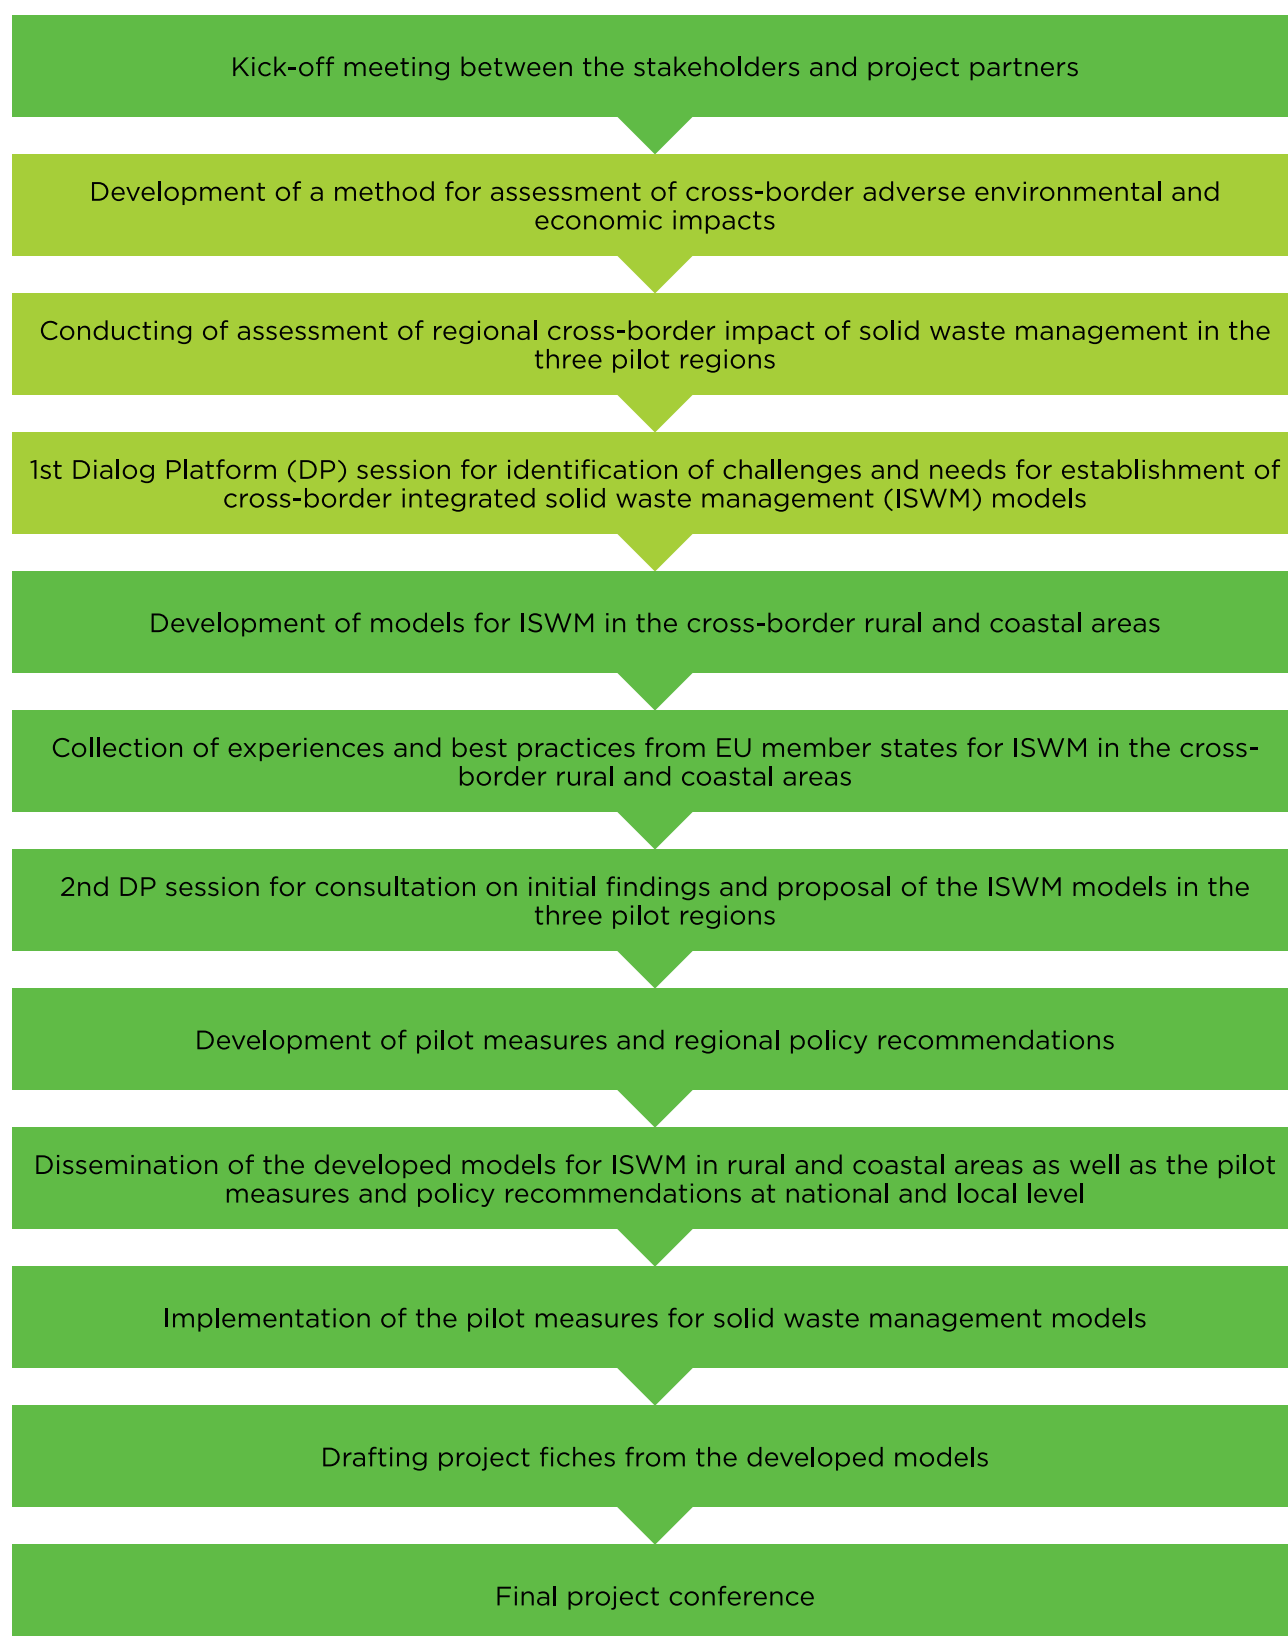 Kick-off meeting between the stakeholders and project partners
Development of a method for assessment of cross-border adverse environmental and
economic impacts
Conducting of assessment of regional cross-border impact of solid waste management in the
three pilot regions
1st Dialog Platform (DP) session for identification of challenges and needs for establishment of
cross-border integrated solid waste management (ISWM) models
Development of models for ISWM in the cross-border rural and coastal areas
Collection of experiences and best practices from EU member states for ISWM in the cross-
border rural and coastal areas
2nd DP session for consultation on initial findings and proposal of the ISWM models in the
three pilot regions
Development of pilot measures and regional policy recommendations
Dissemination of the developed models for ISWM in rural and coastal areas as well as the pilot
measures and policy recommendations at national and local level
Implementation of the pilot measures for solid waste management models
Drafting project fiches from the developed models
Final project conference